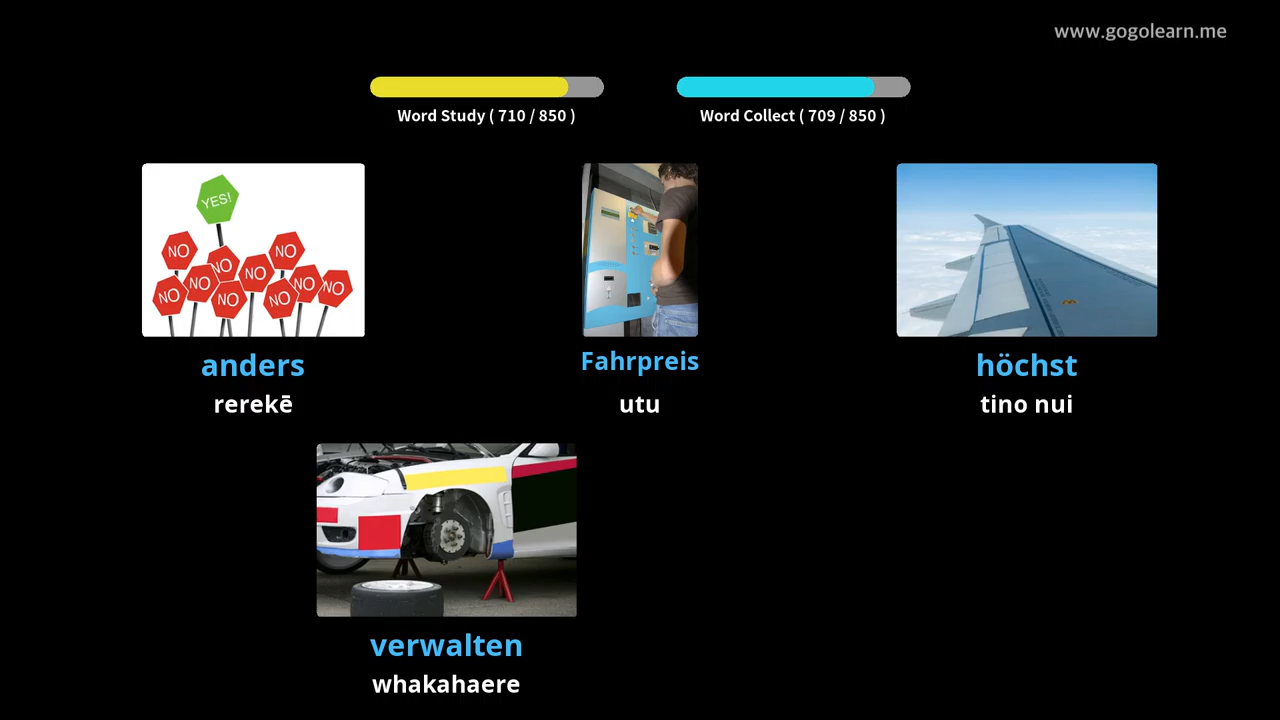 www.gogolearn.me
Word Study ( 710 / 850 )
Word Collect ( 709 / 850 )
YES!
NO
NO
NO
NO
NO
NO
NO
NO
NO
NO
anders
rerekē
Fahrpreis
utu
höchst
tino nui
verwalten
whakahaere